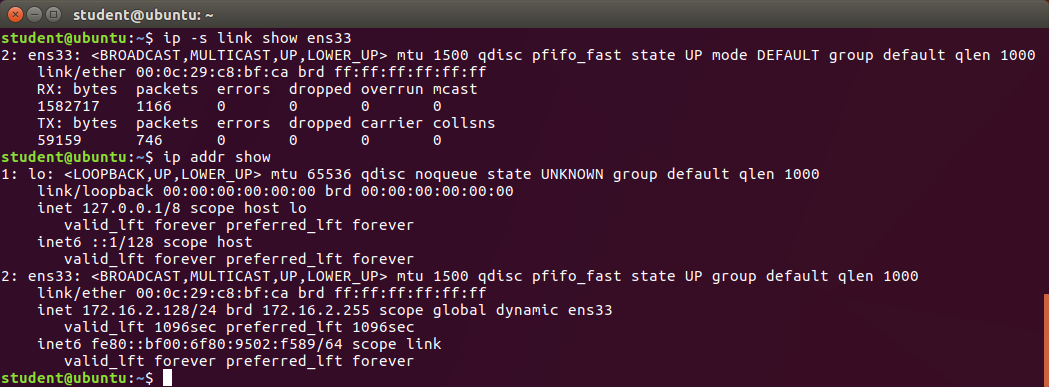 student@ubuntu: ~
student@ubuntu:~$ ip -s link show ens33
2: ens33: <BROADCAST,MULTICAST,UP,LOWER_UP> mtu 1500 qdisc pfifo_fast state UP mode DEFAULT group default qlen 1000
    link/ether 00:0c:29:c8:bf:ca brd ff:ff:ff:ff:ff:ff
    RX: bytes  packets  errors  dropped overrun mcast
    1582717    1166     0       0       0       0
    TX: bytes  packets  errors  dropped carrier collsns
    59159      746      0       0       0       0
student@ubuntu:~$ ip addr show
1: lo: <LOOPBACK,UP,LOWER_UP> mtu 65536 qdisc noqueue state UNKNOWN group default qlen 1000
    link/loopback 00:00:00:00:00:00 brd 00:00:00:00:00:00
    inet 127.0.0.1/8 scope host lo
       valid_lft forever preferred_lft forever
    inet6 ::1/128 scope host
       valid_lft forever preferred_lft forever
2: ens33: <BROADCAST,MULTICAST,UP,LOWER_UP> mtu 1500 qdisc pfifo_fast state UP group default qlen 1000
    link/ether 00:0c:29:c8:bf:ca brd ff:ff:ff:ff:ff:ff
    inet 172.16.2.128/24 brd 172.16.2.255 scope global dynamic ens33
       valid_lft 1096sec preferred_lft 1096sec
    inet6 fe80::bf00:6f80:9502:f589/64 scope link
       valid_lft forever preferred_lft forever
student@ubuntu:~$